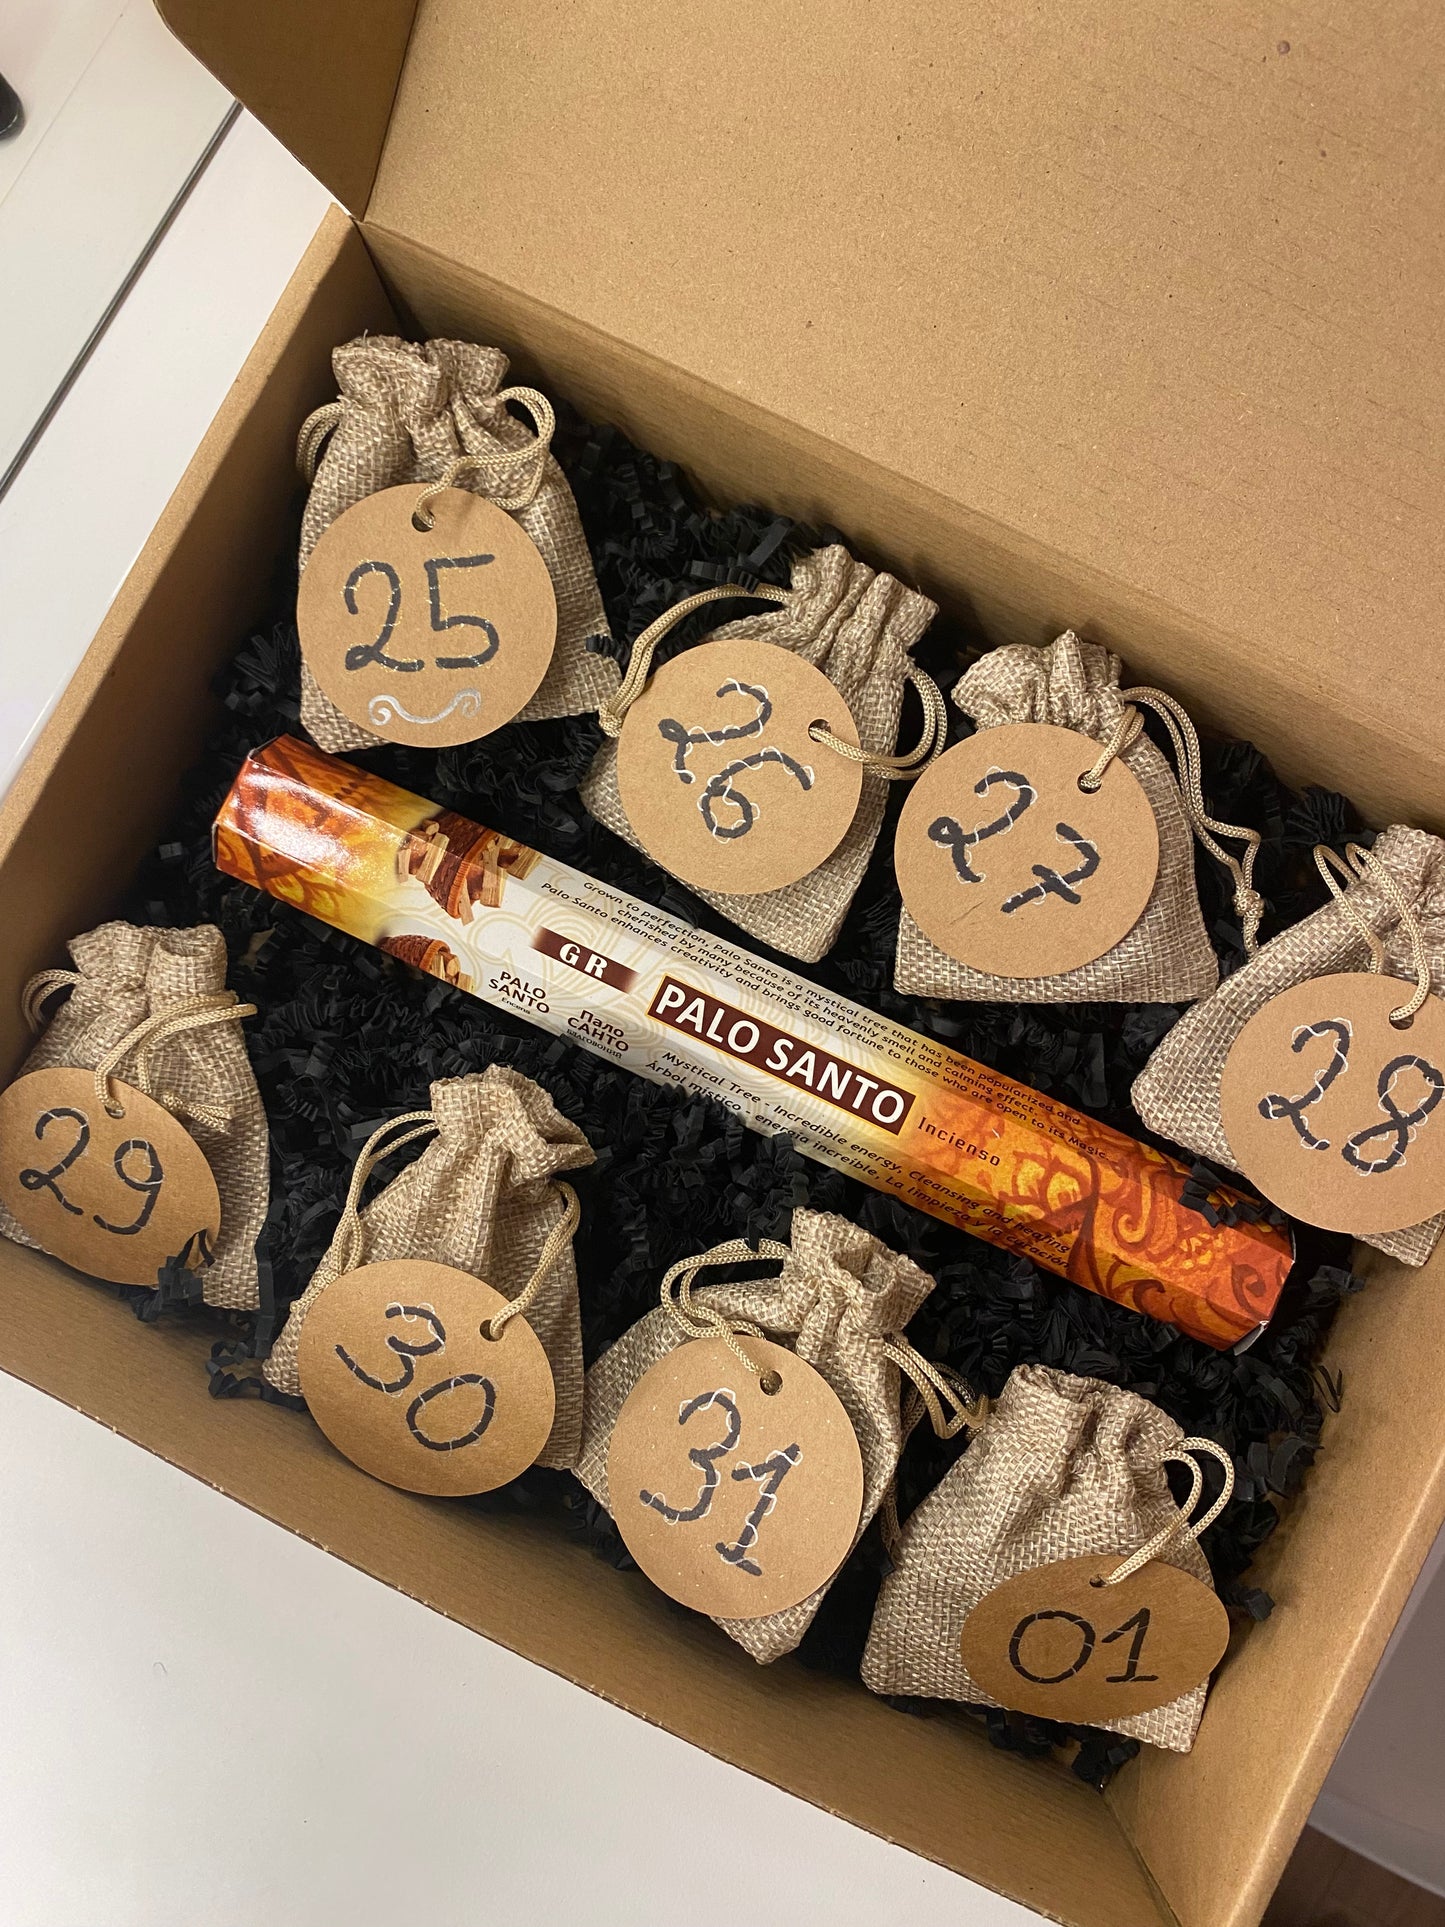 25
26
27
28
Grown to perfection, Palo Santo is a mystical tree that has been popularized and
cherished by many because of its heavenly smell and calming effect.
Palo Santo enhances creativity and brings good fortune to those who are open to its Magic...
GR
PALO
SANTO
Encens
Пало
САНТО
БЛАГОВОНИЙ
PALO SANTO
Incienso
Mystical Tree - Incredible energy, Cleansing and healing
Árbol místico - energía increíble, La limpieza y la curación
29
30
31
01